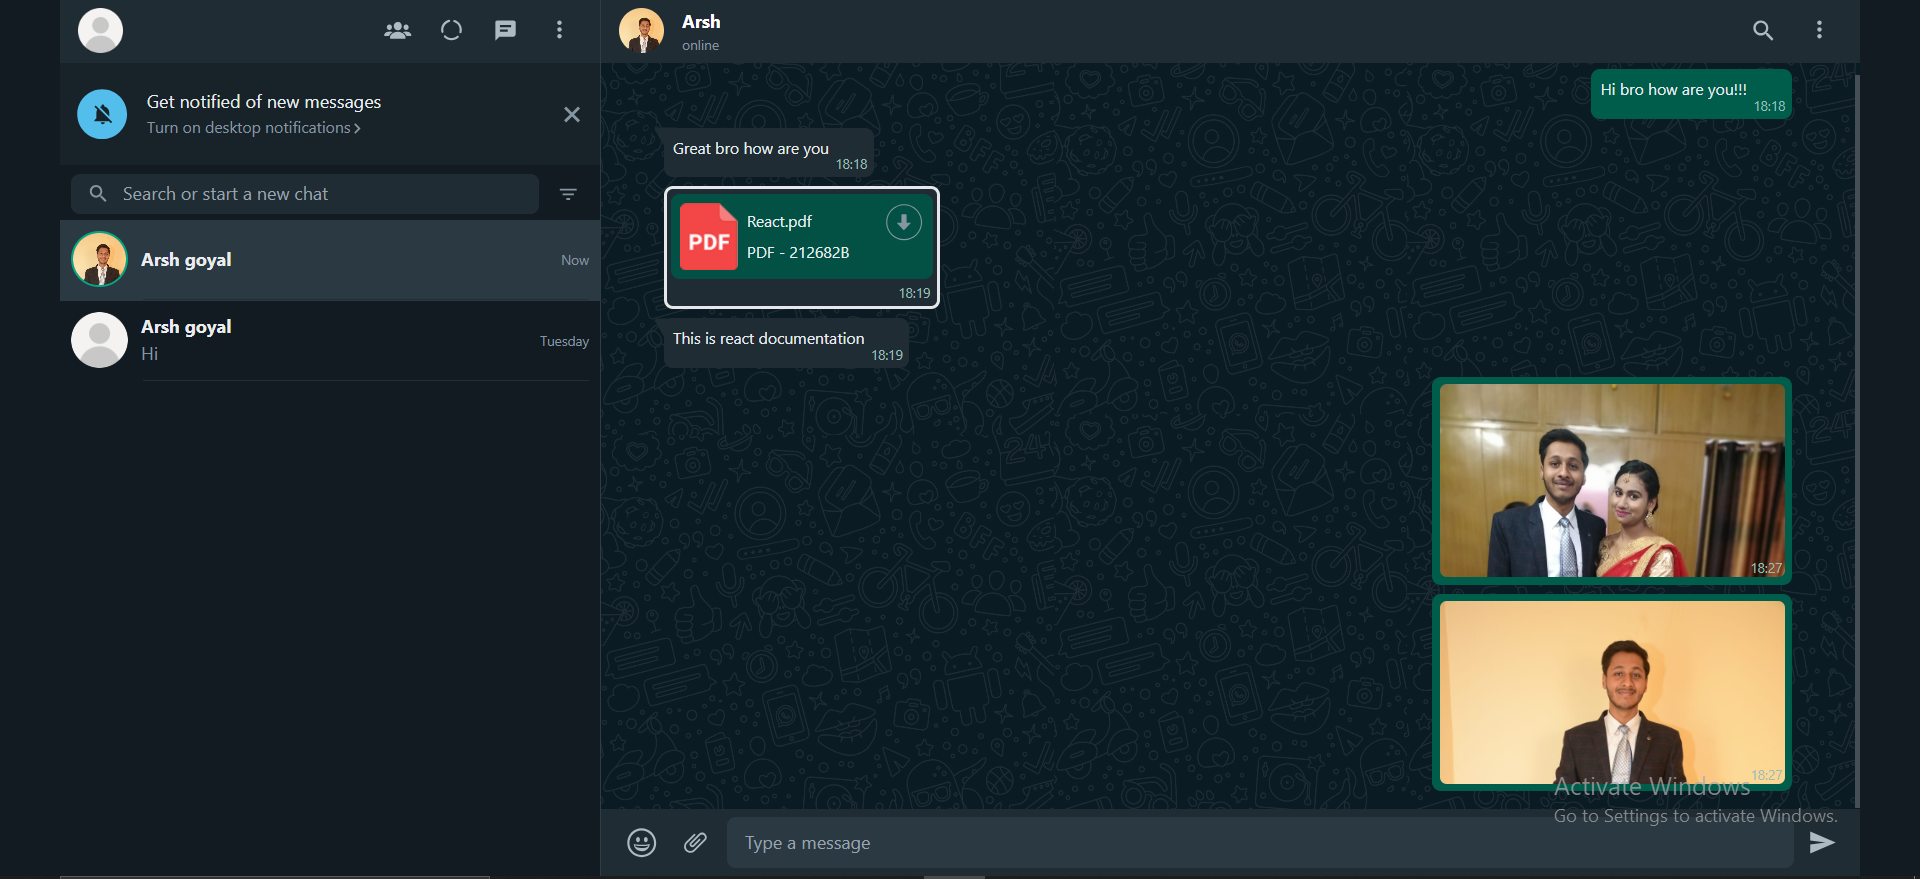 Get notified of new messages
Turn on desktop notifications
Search or start a new chat
Arsh goyal
Now
Arsh goyal
Hi
Tuesday
Arsh
online
Hi bro how are you!!!
18:18
Great bro how are you
18:18
PDF
React.pdf
PDF - 212682B
18:19
This is react documentation
18:19
18:27
18:27
Activate Windows
Go to Settings to activate Windows.
Type a message